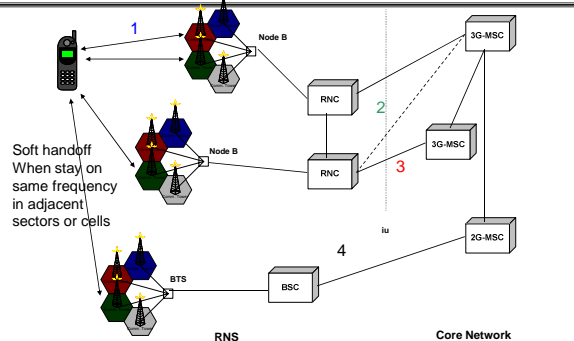 1
Node B
3G-MSC
RNC
2
Node B
3G-MSC
RNC
3
Soft handoff
When stay on
same frequency
in adjacent
sectors or cells
iu
2G-MSC
4
BTS
BSC
RNS
Core Network